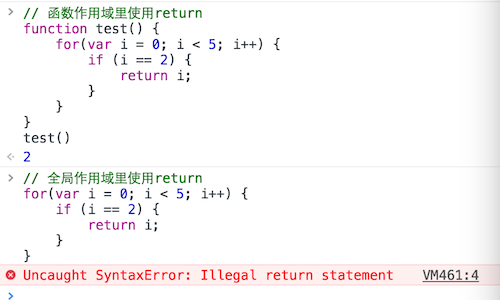 // 函数作用域里使用return
function test() {
    for(var i = 0; i < 5; i++) {
        if (i == 2) {
            return i;
        }
    }
}
test()
2
// 全局作用域里使用return
for(var i = 0; i < 5; i++) {
    if (i == 2) {
        return i;
    }
}
Uncaught SyntaxError: Illegal return statement VM461:4